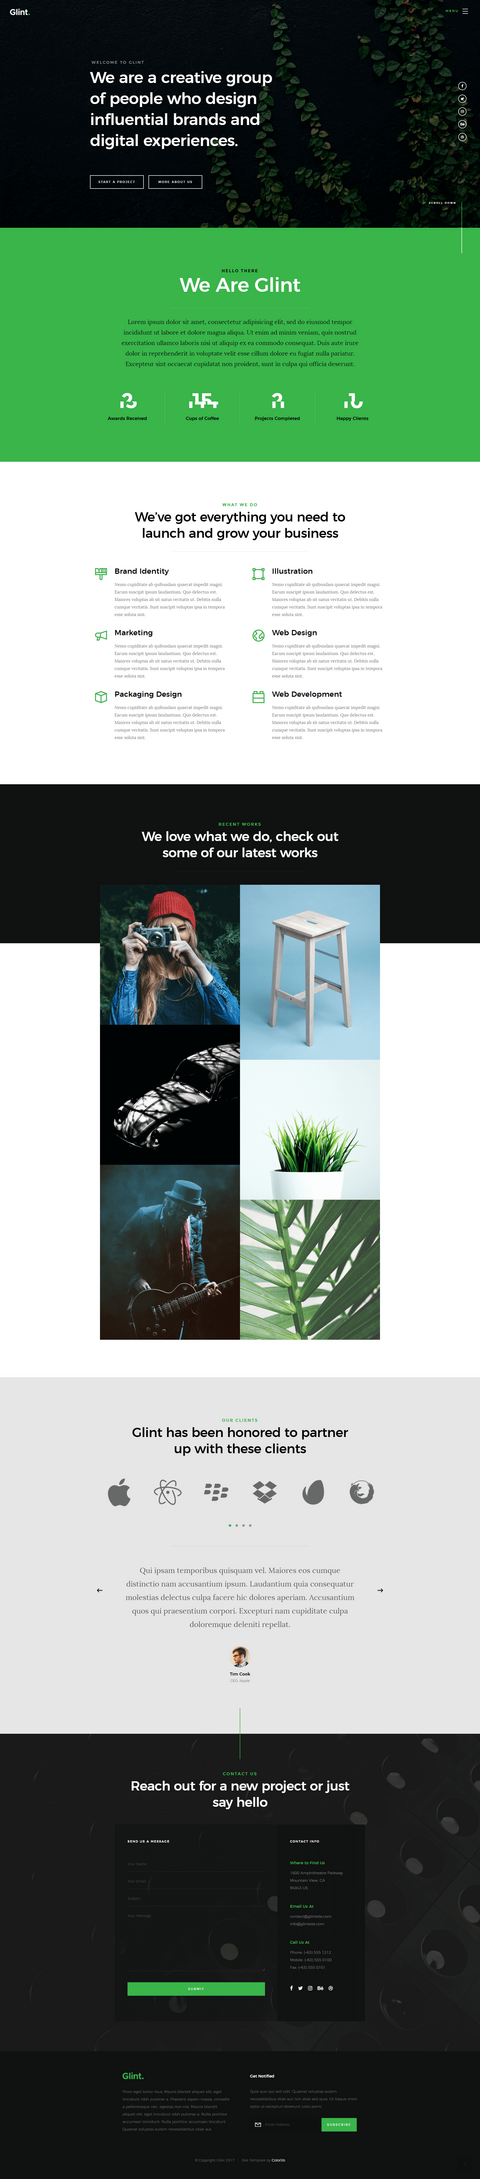 Glint.
MENU
WELCOME TO GLINT
We are a creative group
of people who design
influential brands and
digital experiences.
START A PROJECT
MORE ABOUT US
SCROLL DOWN
HELLO THERE
We Are Glint
Lorem ipsum dolor sit amet, consectetur adipisicing elit, sed do eiusmod tempor
incididunt ut labore et dolore magna aliqua. Ut enim ad minim veniam, quis nostrud
exercitation ullamco laboris nisi ut aliquip ex ea commodo consequat. Duis aute irure
dolor in reprehenderit in voluptate velit esse cillum dolore eu fugiat nulla pariatur.
Excepteur sint occaecat cupidatat non proident, sunt in culpa qui officia deserunt.
Awards Received
Cups of Coffee
Projects Completed
Happy Clients
WHAT WE DO
We've got everything you need to
launch and grow your business
Brand Identity
Nemo cupiditate ab quibusdam quaerat impedit magni.
Earum suscipit ipsum laudantium. Quo delectus est.
Maiores voluptas ab sit natus veritatis ut. Debitis nulla
cumque veritatis. Sunt suscipit voluptas ipsa in tempora
esse soluta sint.
Illustration
Nemo cupiditate ab quibusdam quaerat impedit magni.
Earum suscipit ipsum laudantium. Quo delectus est.
Maiores voluptas ab sit natus veritatis ut. Debitis nulla
cumque veritatis. Sunt suscipit voluptas ipsa in tempora
esse soluta sint.
Marketing
Nemo cupiditate ab quibusdam quaerat impedit magni.
Earum suscipit ipsum laudantium. Quo delectus est.
Maiores voluptas ab sit natus veritatis ut. Debitis nulla
cumque veritatis. Sunt suscipit voluptas ipsa in tempora
esse soluta sint.
Web Design
Nemo cupiditate ab quibusdam quaerat impedit magni.
Earum suscipit ipsum laudantium. Quo delectus est.
Maiores voluptas ab sit natus veritatis ut. Debitis nulla
cumque veritatis. Sunt suscipit voluptas ipsa in tempora
esse soluta sint.
Packaging Design
Nemo cupiditate ab quibusdam quaerat impedit magni.
Earum suscipit ipsum laudantium. Quo delectus est.
Maiores voluptas ab sit natus veritatis ut. Debitis nulla
cumque veritatis. Sunt suscipit voluptas ipsa in tempora
esse soluta sint.
Web Development
Nemo cupiditate ab quibusdam quaerat impedit magni.
Earum suscipit ipsum laudantium. Quo delectus est.
Maiores voluptas ab sit natus veritatis ut. Debitis nulla
cumque veritatis. Sunt suscipit voluptas ipsa in tempora
esse soluta sint.
RECENT WORKS
We love what we do, check out
some of our latest works
OUR CLIENTS
Glint has been honored to partner
up with these clients
Qui ipsam temporibus quisquam vel. Maiores eos cumque
distinctio nam accusantium ipsum. Laudantium quia consequatur
molestias delectus culpa facere hic dolores aperiam. Accusantium
quos qui praesentium corpori. Excepturi nam cupiditate culpa
doloremque deleniti repellat.
Tim Cook
CEO, Apple
CONTACT US
Reach out for a new project or just
say hello
SEND US A MESSAGE
Your Name
Your Email
Subject
Your Message
SUBMIT
CONTACT INFO
Where to Find Us
1600 Amphitheatre Parkway
Mountain View, CA
94043 US
Email Us At
contact@glintsite.com
info@glintsite.com
Call Us At
Phone: (+63) 555 1212
Mobile: (+63) 555 0100
Fax: (+63) 555 0101
Glint.
Get Notified
SUBSCRIBE
© Copyright Glint 2017
Site Template by Colorlib